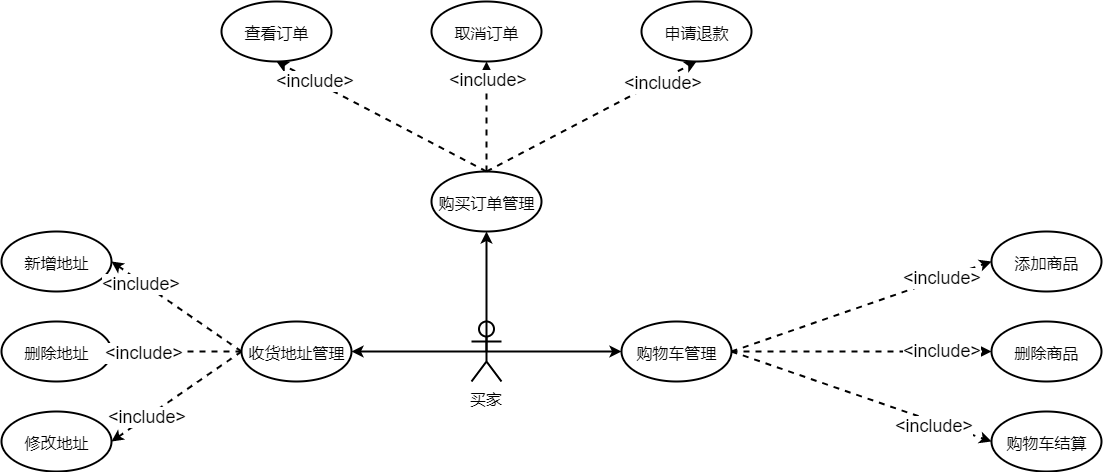 查看订单
取消订单
申请退款
<include>
<include>
<include>
购买订单管理
新增地址
添加商品
<include>
<include>
删除地址
<include>
收货地址管理
购物车管理
<include>
删除商品
买家
<include>
<include>
修改地址
购物车结算